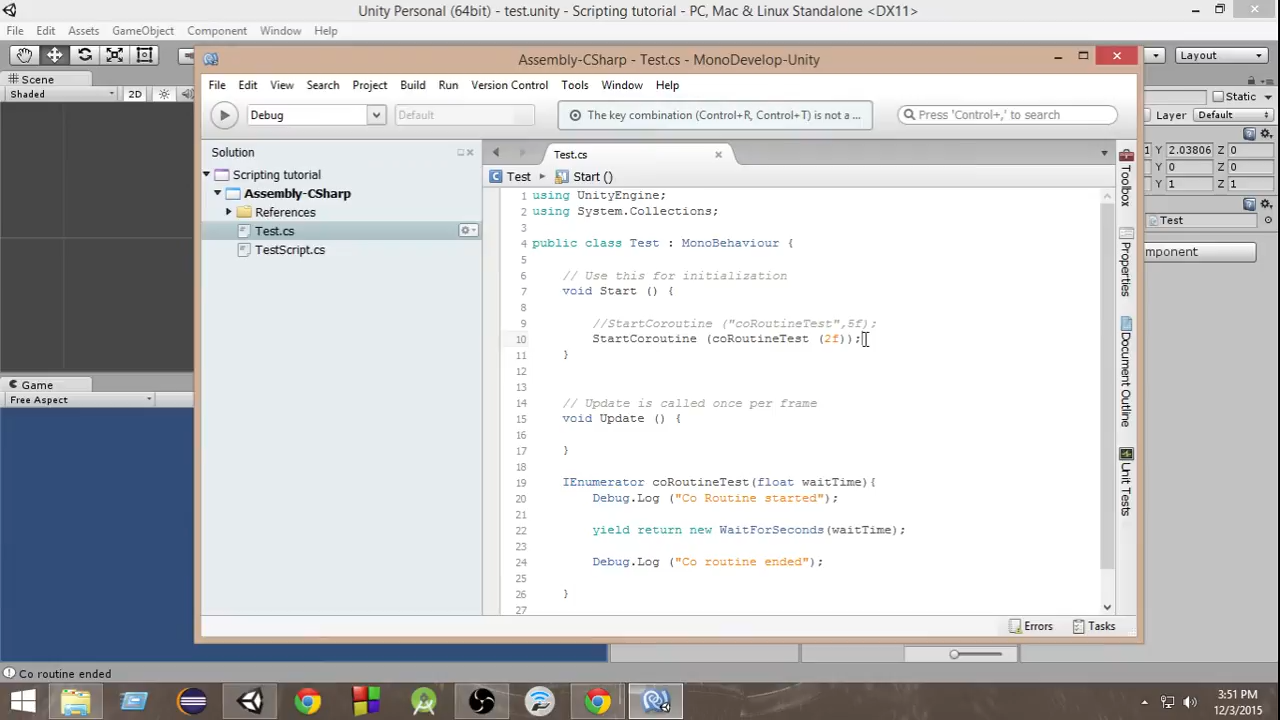 Unity Personal (64bit) - test.unity - Scripting tutorial - PC, Mac & Linux Standalone <DX11>
File Edit Assets GameObject Component Window Help
Layout
Scene
Shaded 2D
Static
Layer Default
1 Y 2.03806 Z 0
Y 0 Z 0
Y 1 Z 1
Test
mponent
Game
Free Aspect
Assembly-CSharp - Test.cs - MonoDevelop-Unity
File Edit View Search Project Build Run Version Control Tools Window Help
Debug Default The key combination (Control+R, Control+T) is not a ... Press 'Control+,' to search
Solution
Scripting tutorial
Assembly-CSharp
References
Test.cs
TestScript.cs
Test.cs
Test Start ()
1 using UnityEngine;
2 using System.Collections;
3
4 public class Test : MonoBehaviour {
5
6 // Use this for initialization
7 void Start () {
8
9 //StartCoroutine ("coRoutineTest",5f);
10 StartCoroutine (coRoutineTest (2f));
11 }
12
13
14 // Update is called once per frame
15 void Update () {
16
17 }
18
19 IEnumerator coRoutineTest(float waitTime){
20 Debug.Log ("Co Routine started");
21
22 yield return new WaitForSeconds(waitTime);
23
24 Debug.Log ("Co routine ended");
25
26 }
27
Toolbox
Properties
Document Outline
Unit Tests
Errors Tasks
Co routine ended
3:51 PM
12/3/2015